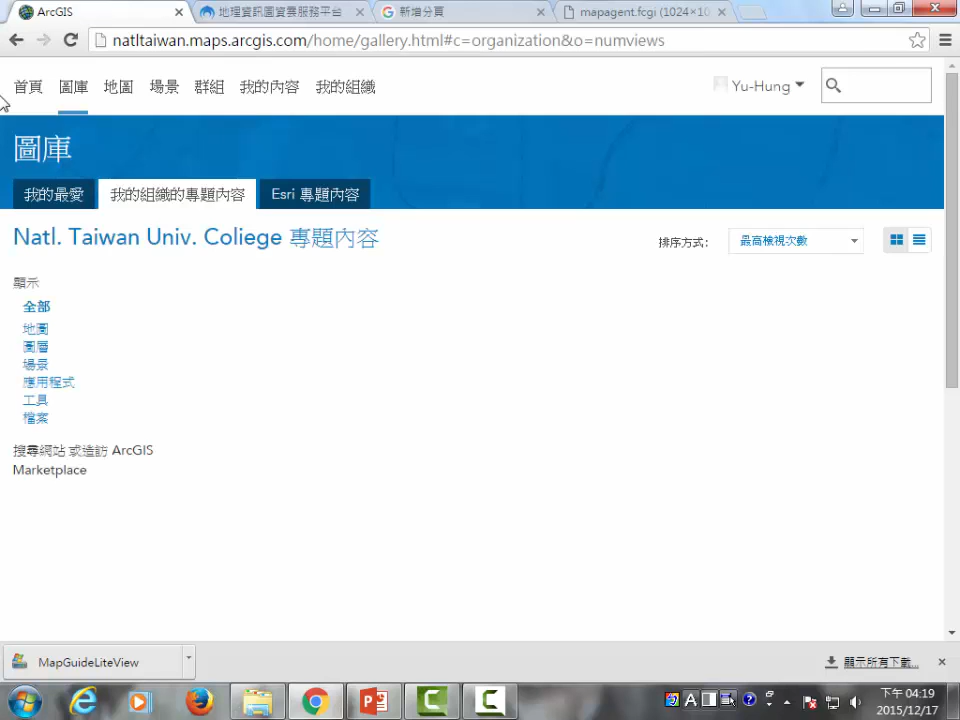 ArcGIS
地理資訊圖資雲服務平台
新增分頁
mapagent.fcgi (1024×10
natltaiwan.maps.arcgis.com/home/gallery.html#c=organization&o=numviews
首頁 圖庫 地圖 場景 群組 我的內容 我的組織
Yu-Hung
圖庫
我的最愛 我的組織的專題內容 Esri 專題內容
Natl. Taiwan Univ. Coliege 專題內容
排序方式: 最高檢視次數
顯示
全部
地圖
圖層
場景
應用程式
工具
檔案
搜尋網站 或造訪 ArcGIS
Marketplace
MapGuideLiteView
顯示所有下載...
下午 04:19
2015/12/17